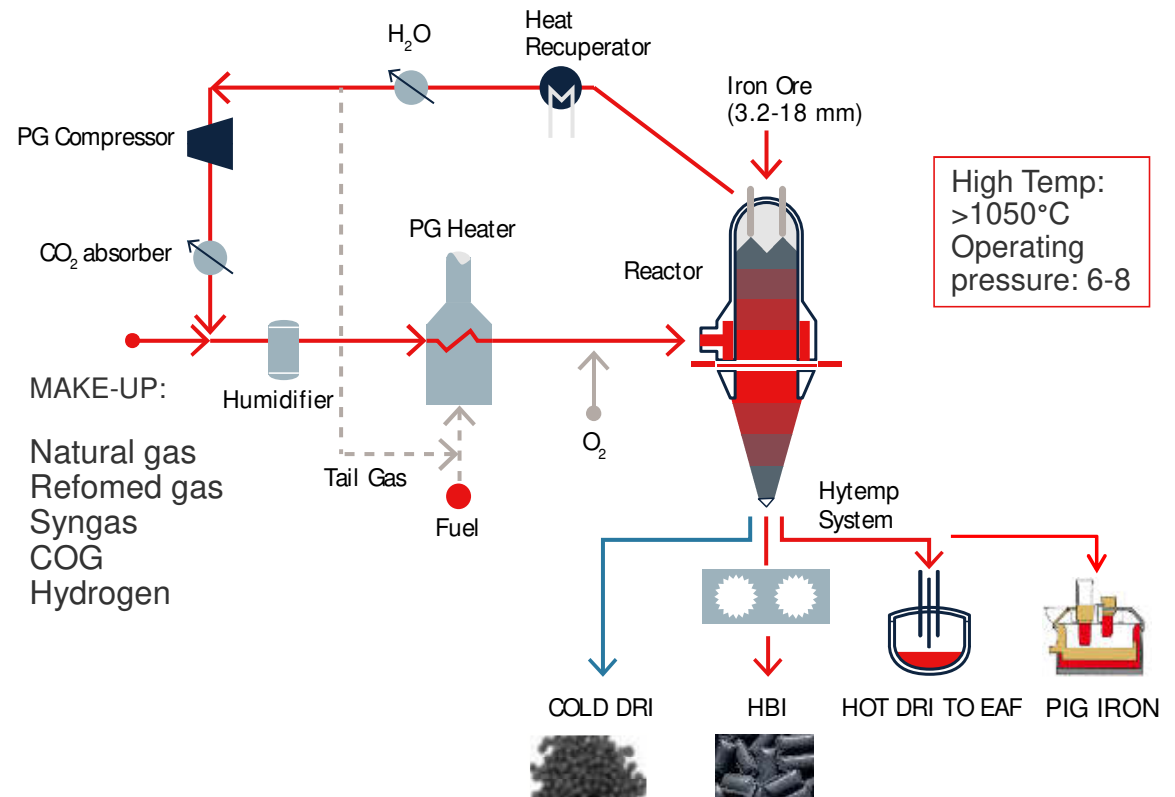 H2O
Heat
Recuperator
Iron Ore
(3.2-18 mm)
PG Compressor
High Temp:
>1050°C
Operating
pressure: 6-8
PG Heater
CO2 absorber
Reactor
MAKE-UP:
Humidifier
O2
Natural gas
Refomed gas
Syngas
COG
Hydrogen
Tail Gas
Fuel
Hytemp
System
COLD DRI
HBI
HOT DRI TO EAF
PIG IRON